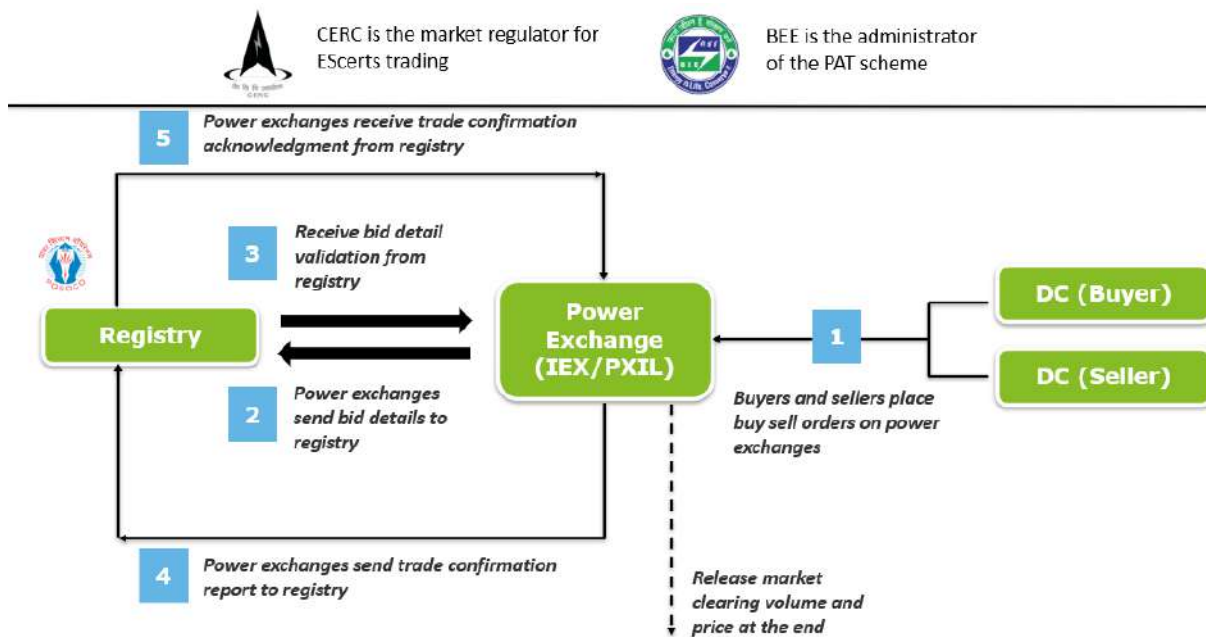 CERC is the market regulator for
EScerts trading
BEE is the administrator
of the PAT scheme
CERC
5
Power exchanges receive trade confirmation
acknowledgment from registry
3
Receive bid detail
validation from
registry
Registry
Power
Exchange
(IEX/PXIL)
1
DC (Buyer)
DC (Seller)
Buyers and sellers place
buy sell orders on power
exchanges
2
Power exchanges
send bid details to
registry
4
Power exchanges send trade confirmation
report to registry
Release market
clearing volume and
price at the end